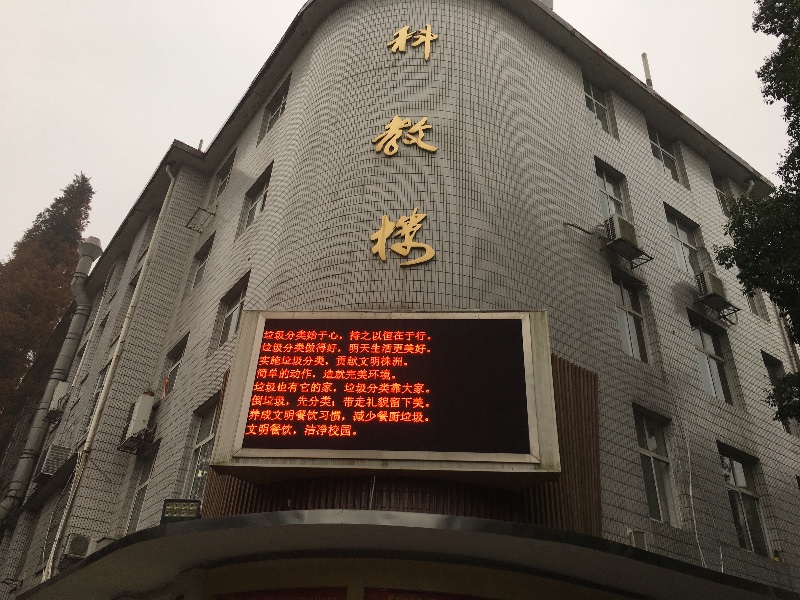 科教楼
垃圾分类始于心，持之以恒在于行。
垃圾分类做得好，明天生活更美好。
实施垃圾分类，贡献文明株洲。
简单的动作，造就完美环境。
垃圾也有它的家，垃圾分类靠大家。
倒垃圾，先分类；带走礼貌留下美。
养成文明餐饮习惯，减少餐厨垃圾。
文明餐饮，洁净校园。